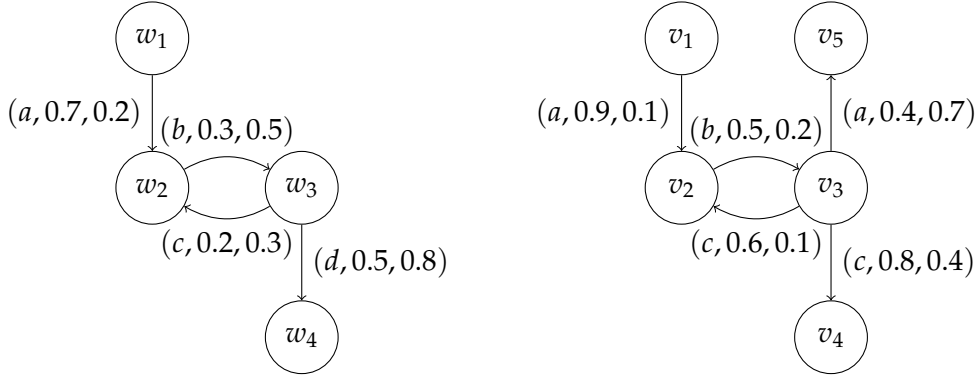 w₁
(a, 0.7, 0.2)
(b, 0.3, 0.5)
w₂
w₃
(c, 0.2, 0.3)
(d, 0.5, 0.8)
w₄
v₁
v₅
(a, 0.9, 0.1)
(b, 0.5, 0.2)
(a, 0.4, 0.7)
v₂
v₃
(c, 0.6, 0.1)
(c, 0.8, 0.4)
v₄